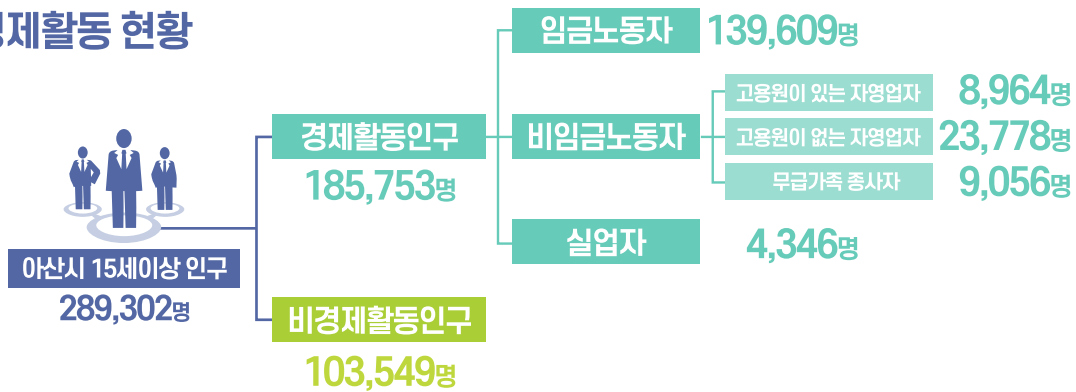 경제활동 현황
임금노동자 139,609명
고용원이 있는 자영업자 8,964명
경제활동인구
비임금노동자
고용원이 없는 자영업자 23,778명
185,753명
무급가족 종사자 9,056명
실업자 4,346명
아산시 15세이상 인구
289,302명
비경제활동인구
103,549명